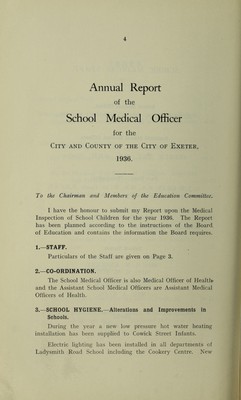 4
Annual Report
of the
School Medical Officer
for the
CITY AND COUNTY OF THE CITY OF EXETER,
1930.
To the Chairman and Members of the Education Committee.
I have the honour to submit my Report upon the Medical
Inspection of School Children for the year 1930. The Report
has been planned according to the instructions of the Board
of Education and contains the information the Board requires.
1.—STAFF.
Particulars of the Staff are given on Page 3.
2.—CO-ORDINATION.
The School Medical Officer is also Medical Officer of Health
and the Assistant School Medical Officers are Assistant Medical
Officers of Health.
3.—SCHOOL HYGIENE.—Alterations and Improvements in
Schools.
During the year a new low pressure hot water heating
installation has been supplied to Cowick Street Infants.
Electric lighting has been installed in all departments of
Ladysmith Road School including the Cookery Centre. New